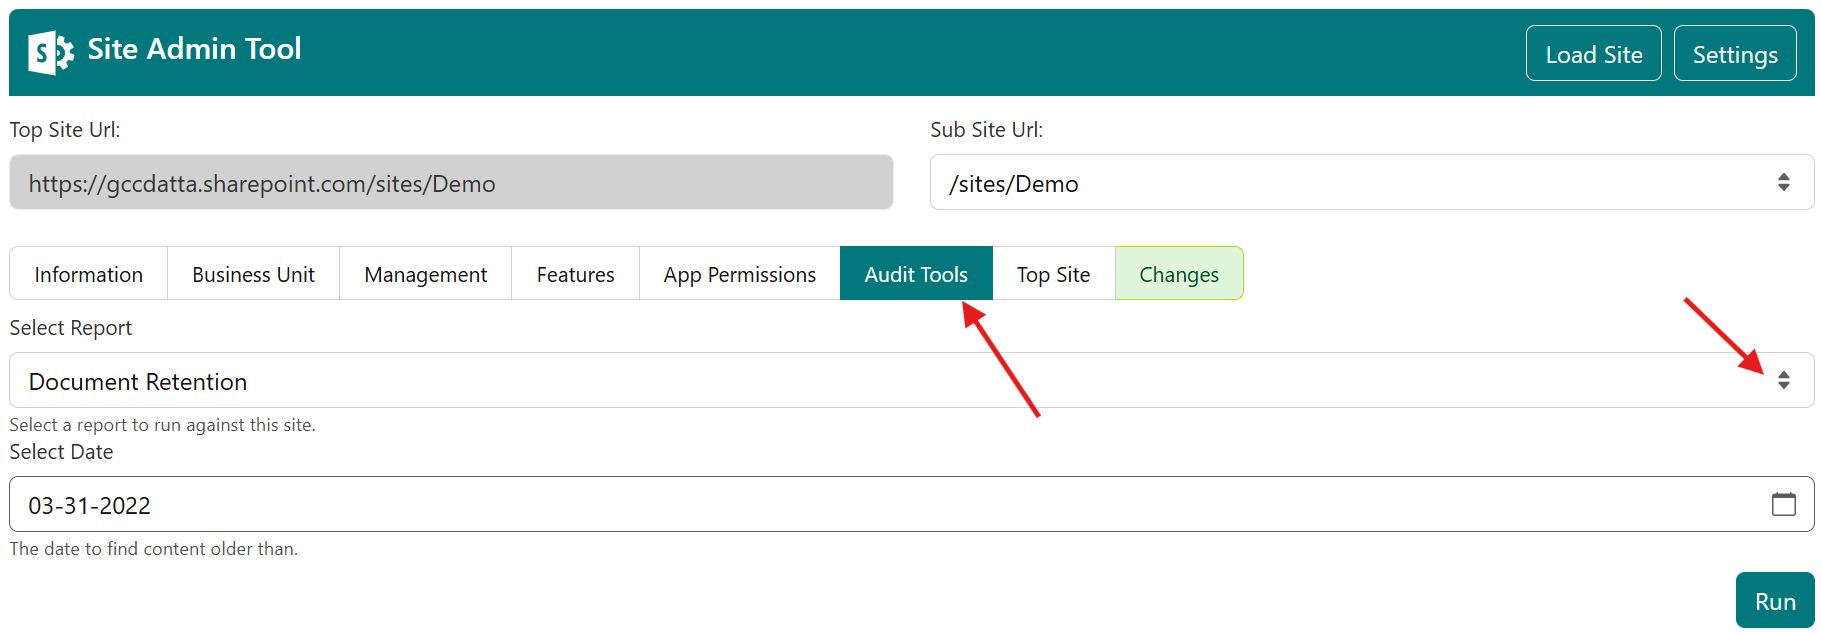 S Site Admin Tool Load Site Settings
Top Site Url: Sub Site Url:
https://gccdatta.sharepoint.com/sites/Demo /sites/Demo
Information Business Unit Management Features App Permissions Audit Tools Top Site Changes
Select Report
Document Retention
Select a report to run against this site.
Select Date
03-31-2022
The date to find content older than.
Run